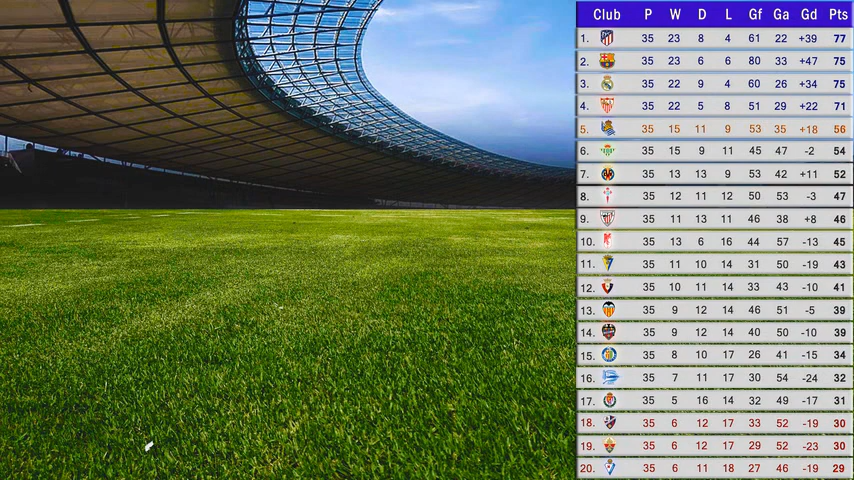 Club P W D L Gf Ga Gd Pts
1. 35 23 8 4 61 22 +39 77
2. 35 23 6 6 80 33 +47 75
3. 35 22 9 4 60 26 +34 75
4. 35 22 5 8 51 29 +22 71
5. 35 15 11 9 53 35 +18 56
6. 35 15 9 11 45 47 -2 54
7. 35 13 13 9 53 42 +11 52
8. 35 12 11 12 50 53 -3 47
9. 35 11 13 11 46 38 +8 46
10. 35 13 6 16 44 57 -13 45
11. 35 11 10 14 31 50 -19 43
12. 35 10 11 14 33 43 -10 41
13. 35 9 12 14 46 51 -5 39
14. 35 9 12 14 40 50 -10 39
15. 35 8 10 17 26 41 -15 34
16. 35 7 11 17 30 54 -24 32
17. 35 5 16 14 32 49 -17 31
18. 35 6 12 17 33 52 -19 30
19. 35 6 12 17 29 52 -23 30
20. 35 6 11 18 27 46 -19 29